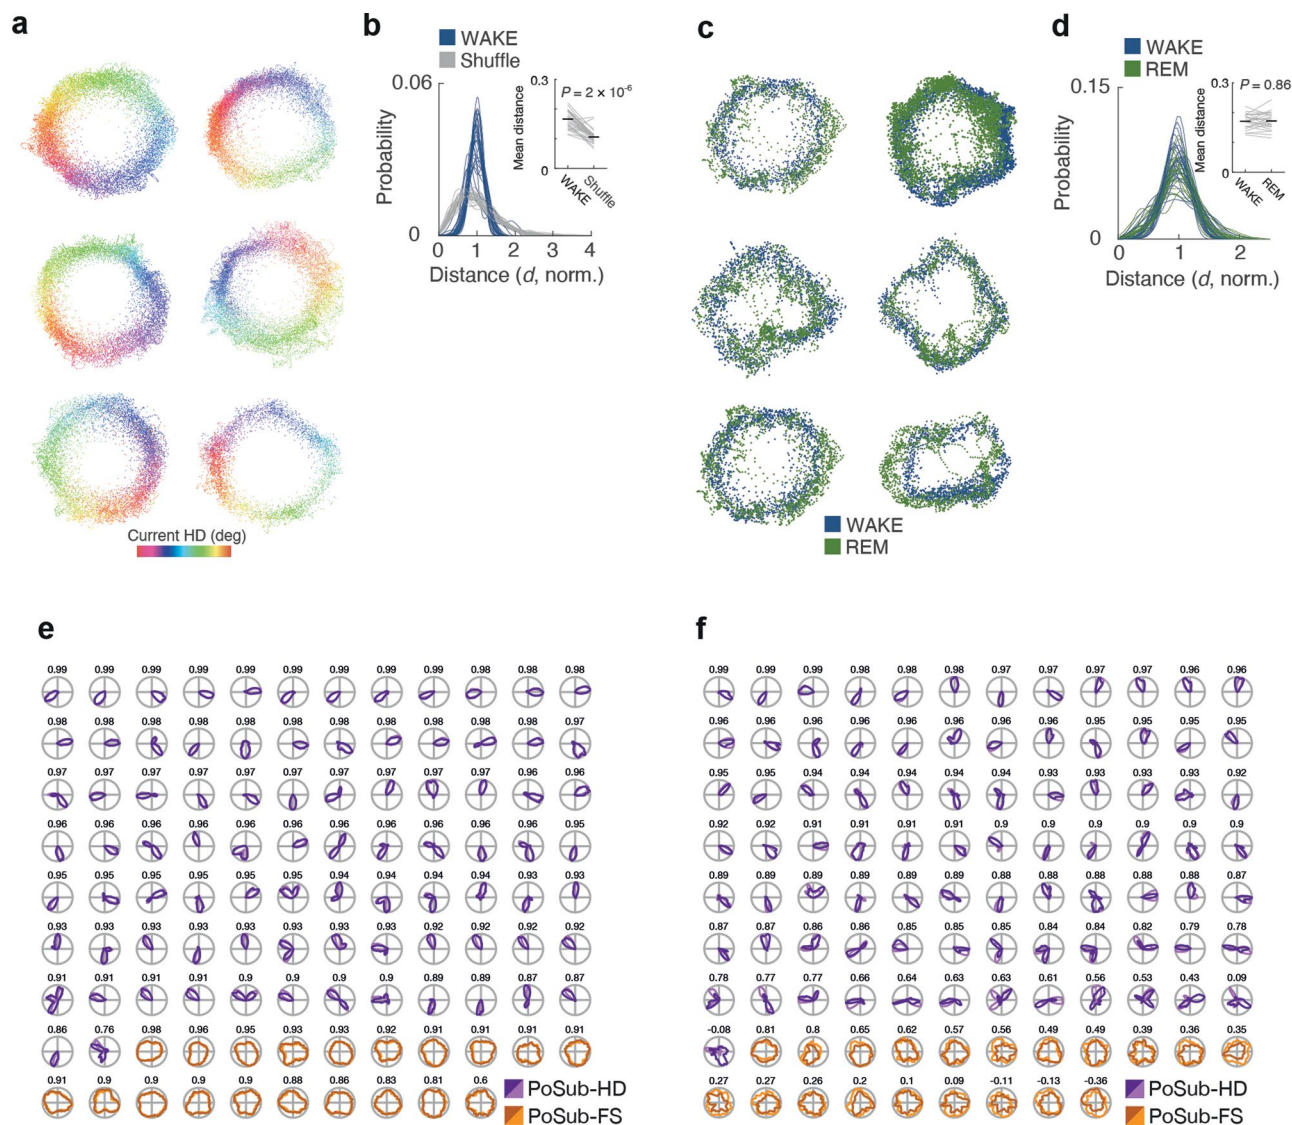 a
Current HD (deg)
b
WAKE
Shuffle
0.06
0
Probability
0 1 2 3 4
Distance (d, norm.)
0.3
0
Mean distance
P = 2 × 10⁻⁶
WAKE
Shuffle
c
WAKE
REM
d
WAKE
REM
0.15
0
Probability
0 1 2
Distance (d, norm.)
0.3
0
Mean distance
P = 0.86
WAKE
REM
e
0.99 0.99 0.99 0.99 0.99 0.99 0.99 0.99 0.99 0.98 0.98 0.98
0.98 0.98 0.98 0.98 0.98 0.98 0.98 0.98 0.98 0.98 0.98 0.97
0.97 0.97 0.97 0.97 0.97 0.97 0.97 0.97 0.97 0.97 0.96 0.96
0.96 0.96 0.96 0.96 0.96 0.96 0.96 0.96 0.96 0.96 0.96 0.95
0.95 0.95 0.95 0.95 0.95 0.95 0.94 0.94 0.94 0.94 0.93 0.93
0.93 0.93 0.93 0.93 0.93 0.93 0.93 0.93 0.92 0.92 0.92 0.92
0.91 0.91 0.91 0.91 0.9 0.9 0.9 0.9 0.89 0.89 0.87 0.87
0.86 0.76 0.98 0.96 0.95 0.93 0.93 0.92 0.91 0.91 0.91 0.91
0.91 0.9 0.9 0.9 0.9 0.88 0.86 0.83 0.81 0.6
PoSub-HD
PoSub-FS
f
0.99 0.99 0.99 0.98 0.98 0.98 0.97 0.97 0.97 0.97 0.96 0.96
0.96 0.96 0.96 0.96 0.96 0.96 0.96 0.96 0.95 0.95 0.95 0.95
0.95 0.95 0.94 0.94 0.94 0.94 0.94 0.93 0.93 0.93 0.93 0.92
0.92 0.92 0.91 0.91 0.91 0.91 0.9 0.9 0.9 0.9 0.9 0.9
0.89 0.89 0.89 0.89 0.89 0.89 0.88 0.88 0.88 0.88 0.88 0.87
0.87 0.87 0.86 0.86 0.85 0.85 0.85 0.84 0.84 0.82 0.79 0.78
0.78 0.77 0.77 0.66 0.64 0.63 0.63 0.61 0.56 0.53 0.43 0.09
-0.08 0.81 0.8 0.65 0.62 0.57 0.56 0.49 0.49 0.39 0.36 0.35
0.27 0.27 0.26 0.2 0.1 0.09 -0.11 -0.13 -0.36
PoSub-HD
PoSub-FS